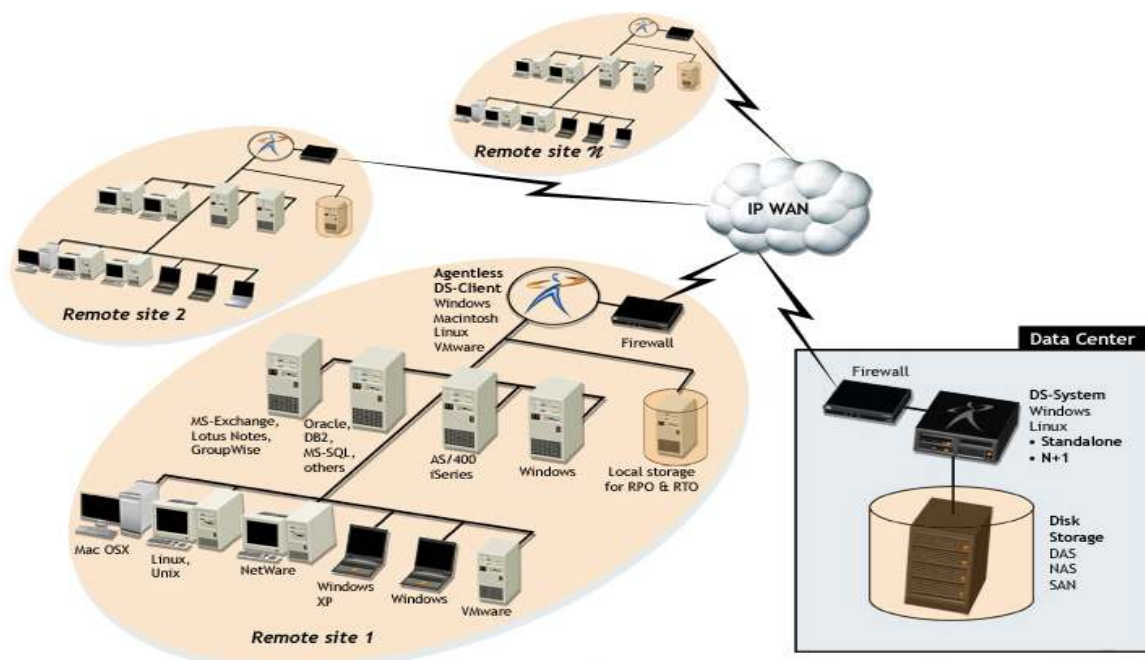 Remote site n
Remote site 2
IP WAN
Agentless
DS-Client
Windows
Macintosh
Linux
VMware
Firewall
MS-Exchange,
Lotus Notes,
GroupWise
Oracle,
DB2,
MS-SQL,
others
AS/400
iSeries
Windows
Local storage
for RPO & RTO
Mac OSX
Linux,
Unix
NetWare
Windows
XP
Windows
VMware
Remote site 1
Data Center
Firewall
DS-System
Windows
Linux
• Standalone
• N+1
Disk
Storage
DAS
NAS
SAN